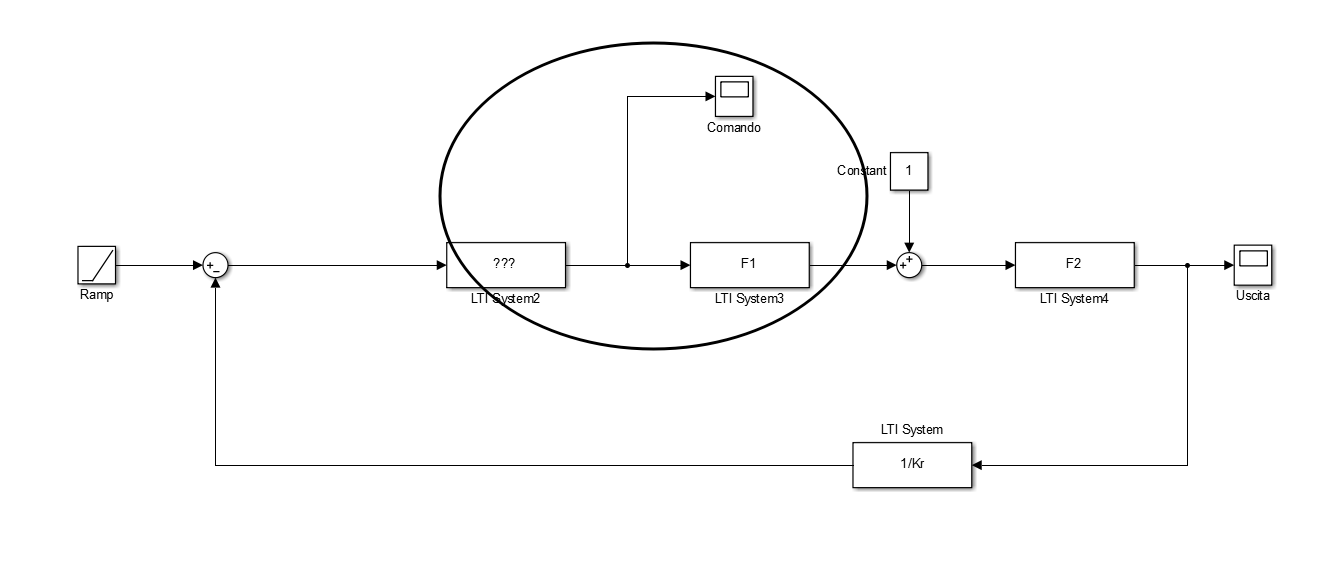 Comando
Constant
1
+
+
Ramp
+
-
???
LTI System2
F1
LTI System3
F2
LTI System4
Uscita
LTI System
1/Kr